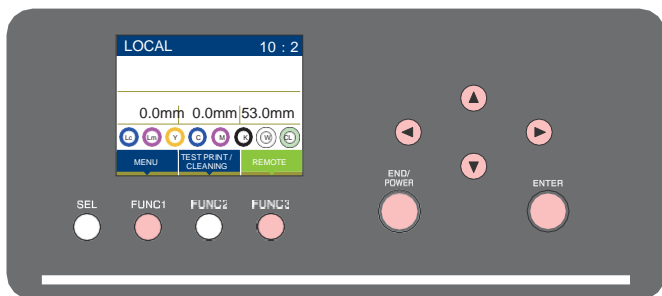 LOCAL 10 : 2
0.0mm 0.0mm 53.0mm
Lc Lm Y C M K W CL
MENU TEST PRINT / CLEANING REMOTE
END/
POWER
ENTER
SEL FUNC1 FUNC2 FUNC3